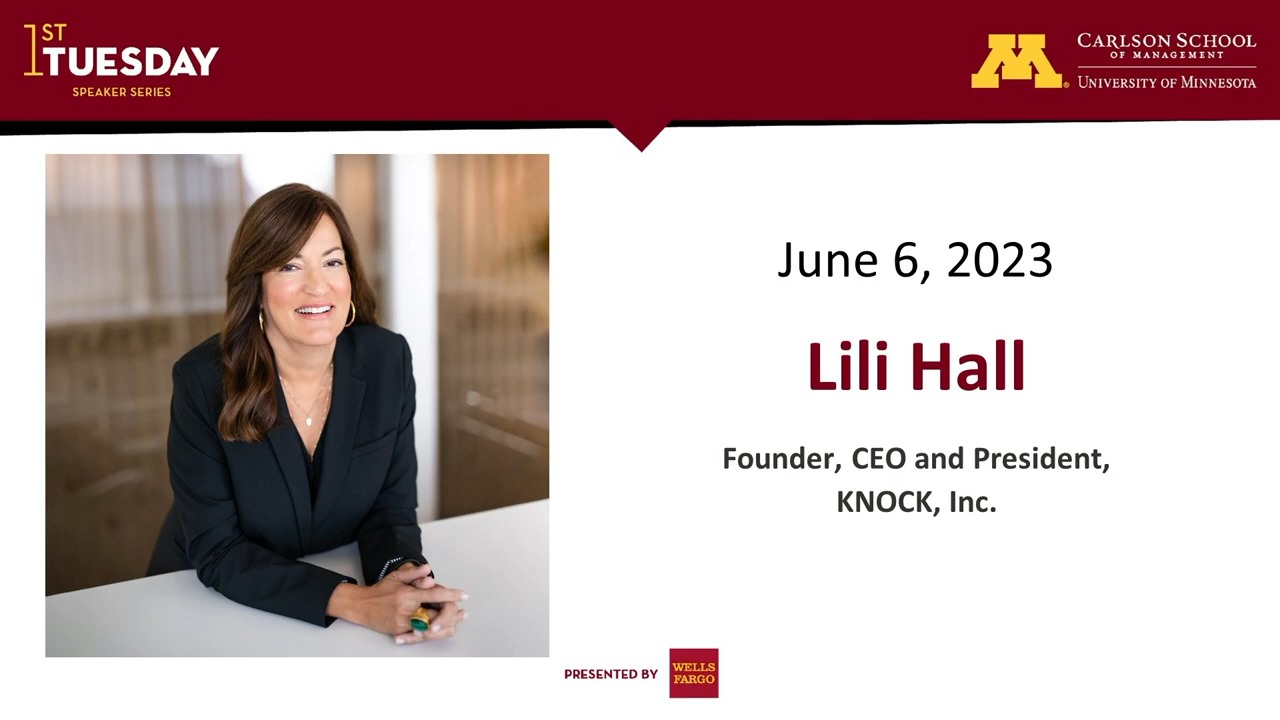 1ST
TUESDAY
SPEAKER SERIES
M®
CARLSON SCHOOL
OF MANAGEMENT
UNIVERSITY OF MINNESOTA
June 6, 2023
Lili Hall
Founder, CEO and President,
KNOCK, Inc.
PRESENTED BY
WELLS
FARGO